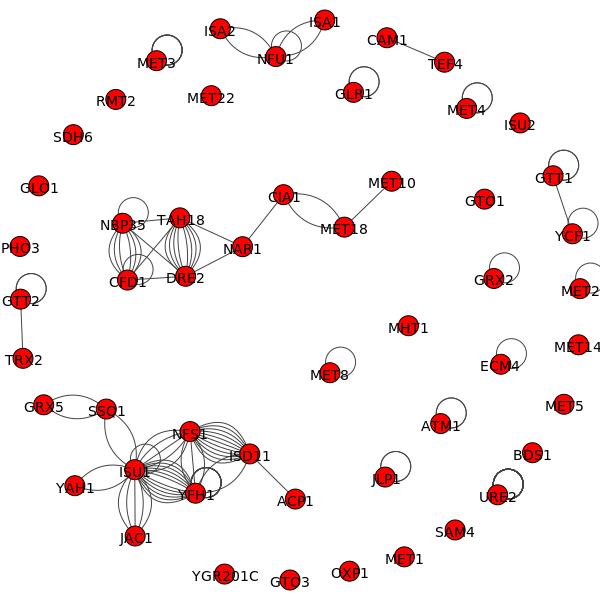 ISA1
ISA2
CAM1
NFU1
MET3
TEF4
GLR1
MET22
RMT2
MET4
ISU2
SDH6
GTT1
MET10
GLO1
CIA1
GTO1
NBP35
TAH18
MET18
YCF1
PHO3
NAR1
CFD1
DRE2
GRX2
MET2
GTT2
MHT1
MET14
TRX2
ECM4
MET8
GRX5
SSQ1
MET5
ATM1
NFS1
ISD11
BDS1
ISU1
JLP1
YAH1
YFH1
ACP1
URE2
SAM4
JAC1
MET1
YGR201C
GTO3
OXP1